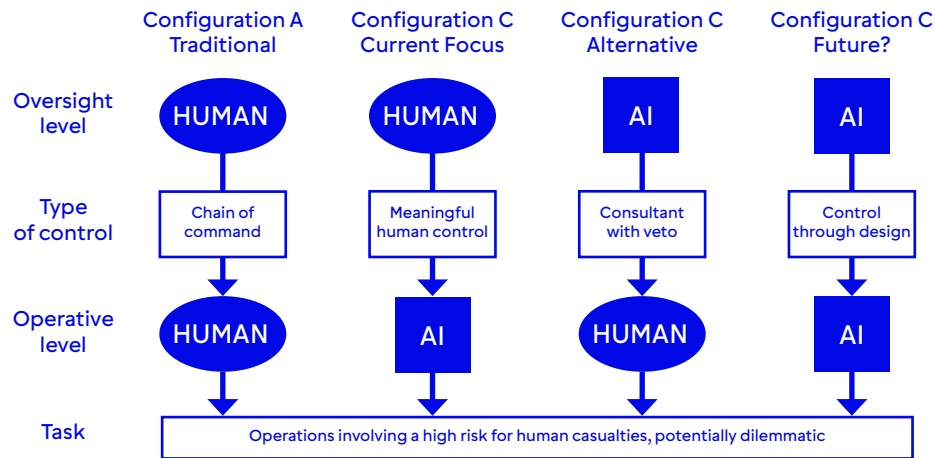 Configuration A
Traditional
Configuration C
Current Focus
Configuration C
Alternative
Configuration C
Future?
Oversight
level
HUMAN
HUMAN
AI
AI
Type
of control
Chain of
command
Meaningful
human control
Consultant
with veto
Control
through design
Operative
level
HUMAN
AI
HUMAN
AI
Task
Operations involving a high risk for human casualties, potentially dilemmatic